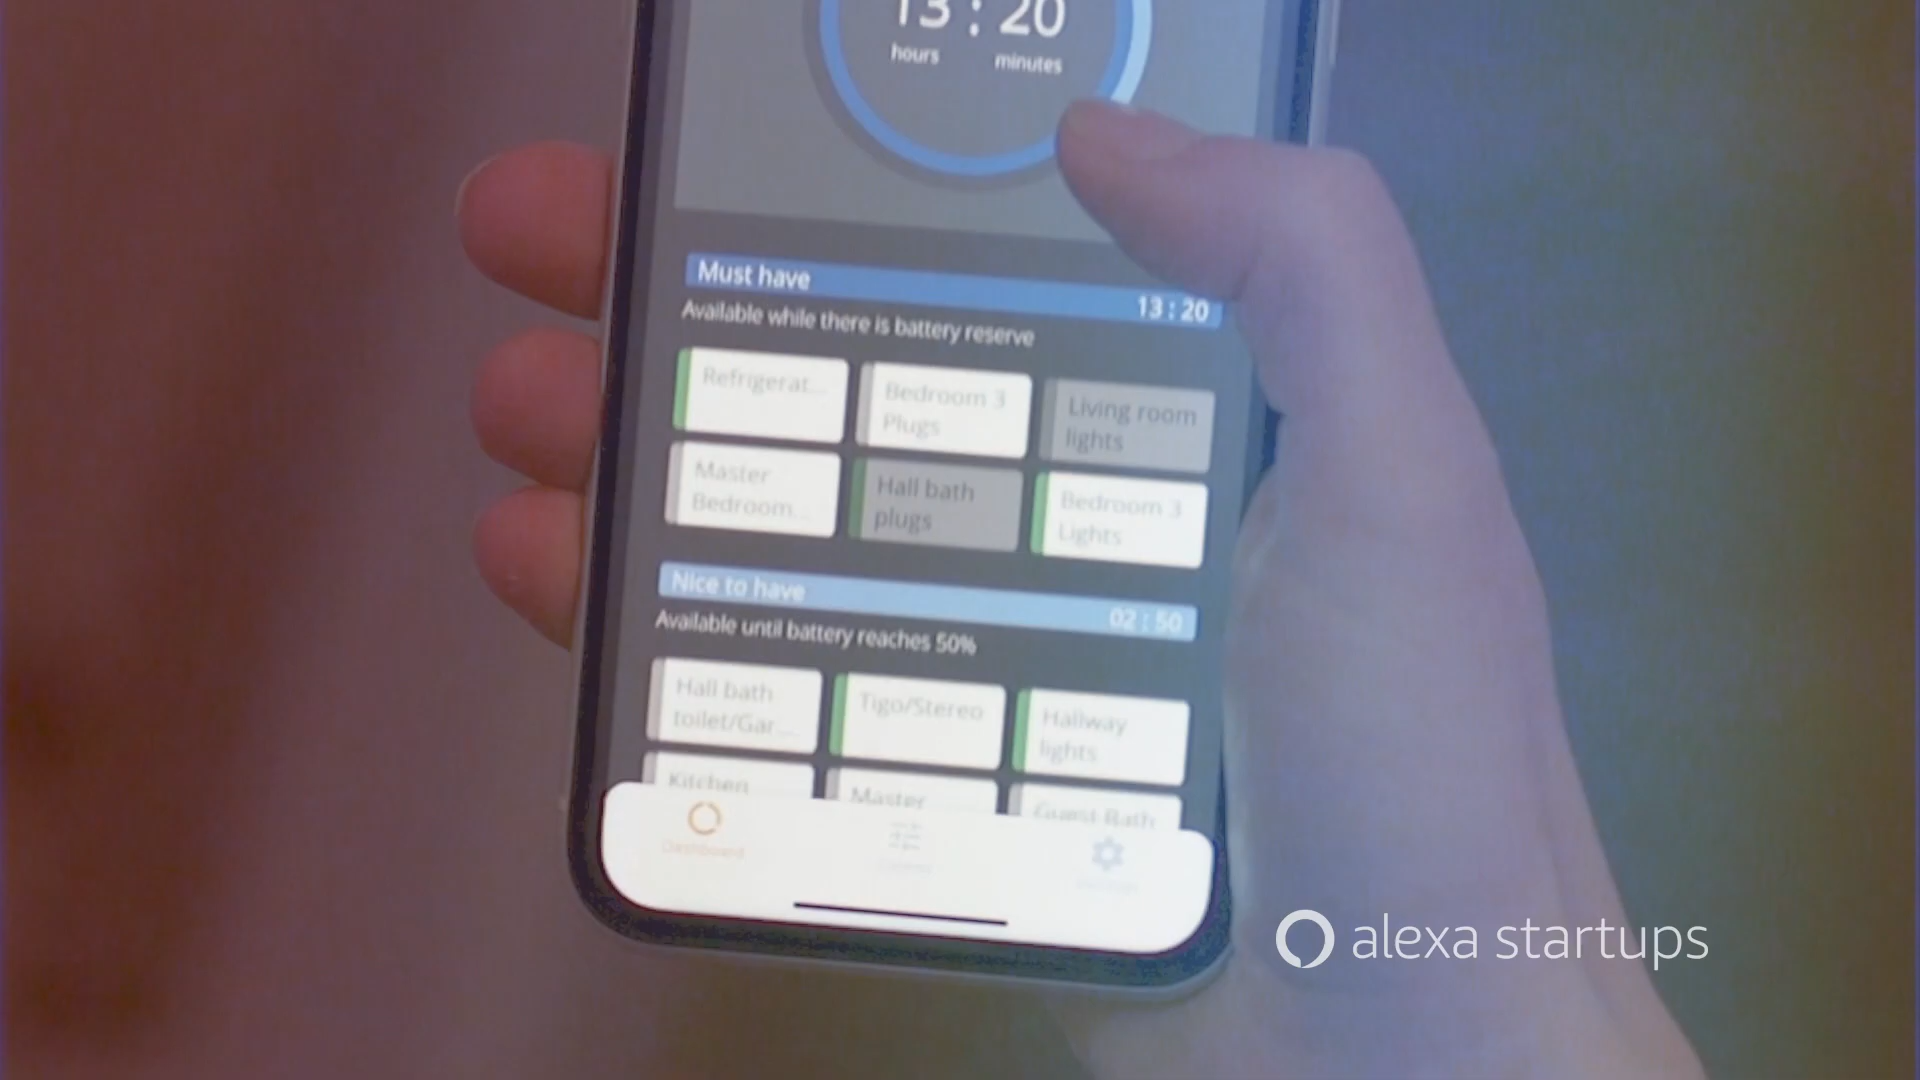 13 : 20
hours minutes
Must have 13 : 20
Available while there is battery reserve
Refrigerat...
Bedroom 3
Plugs
Living room
lights
Master
Bedroom...
Hall bath
plugs
Bedroom 3
Lights
Nice to have 02 : 50
Available until battery reaches 50%
Hall bath
toilet/Gar...
Tigo/Stereo
Hallway
lights
Kitchen
Master
Guest Bath
Dashboard
alexa startups